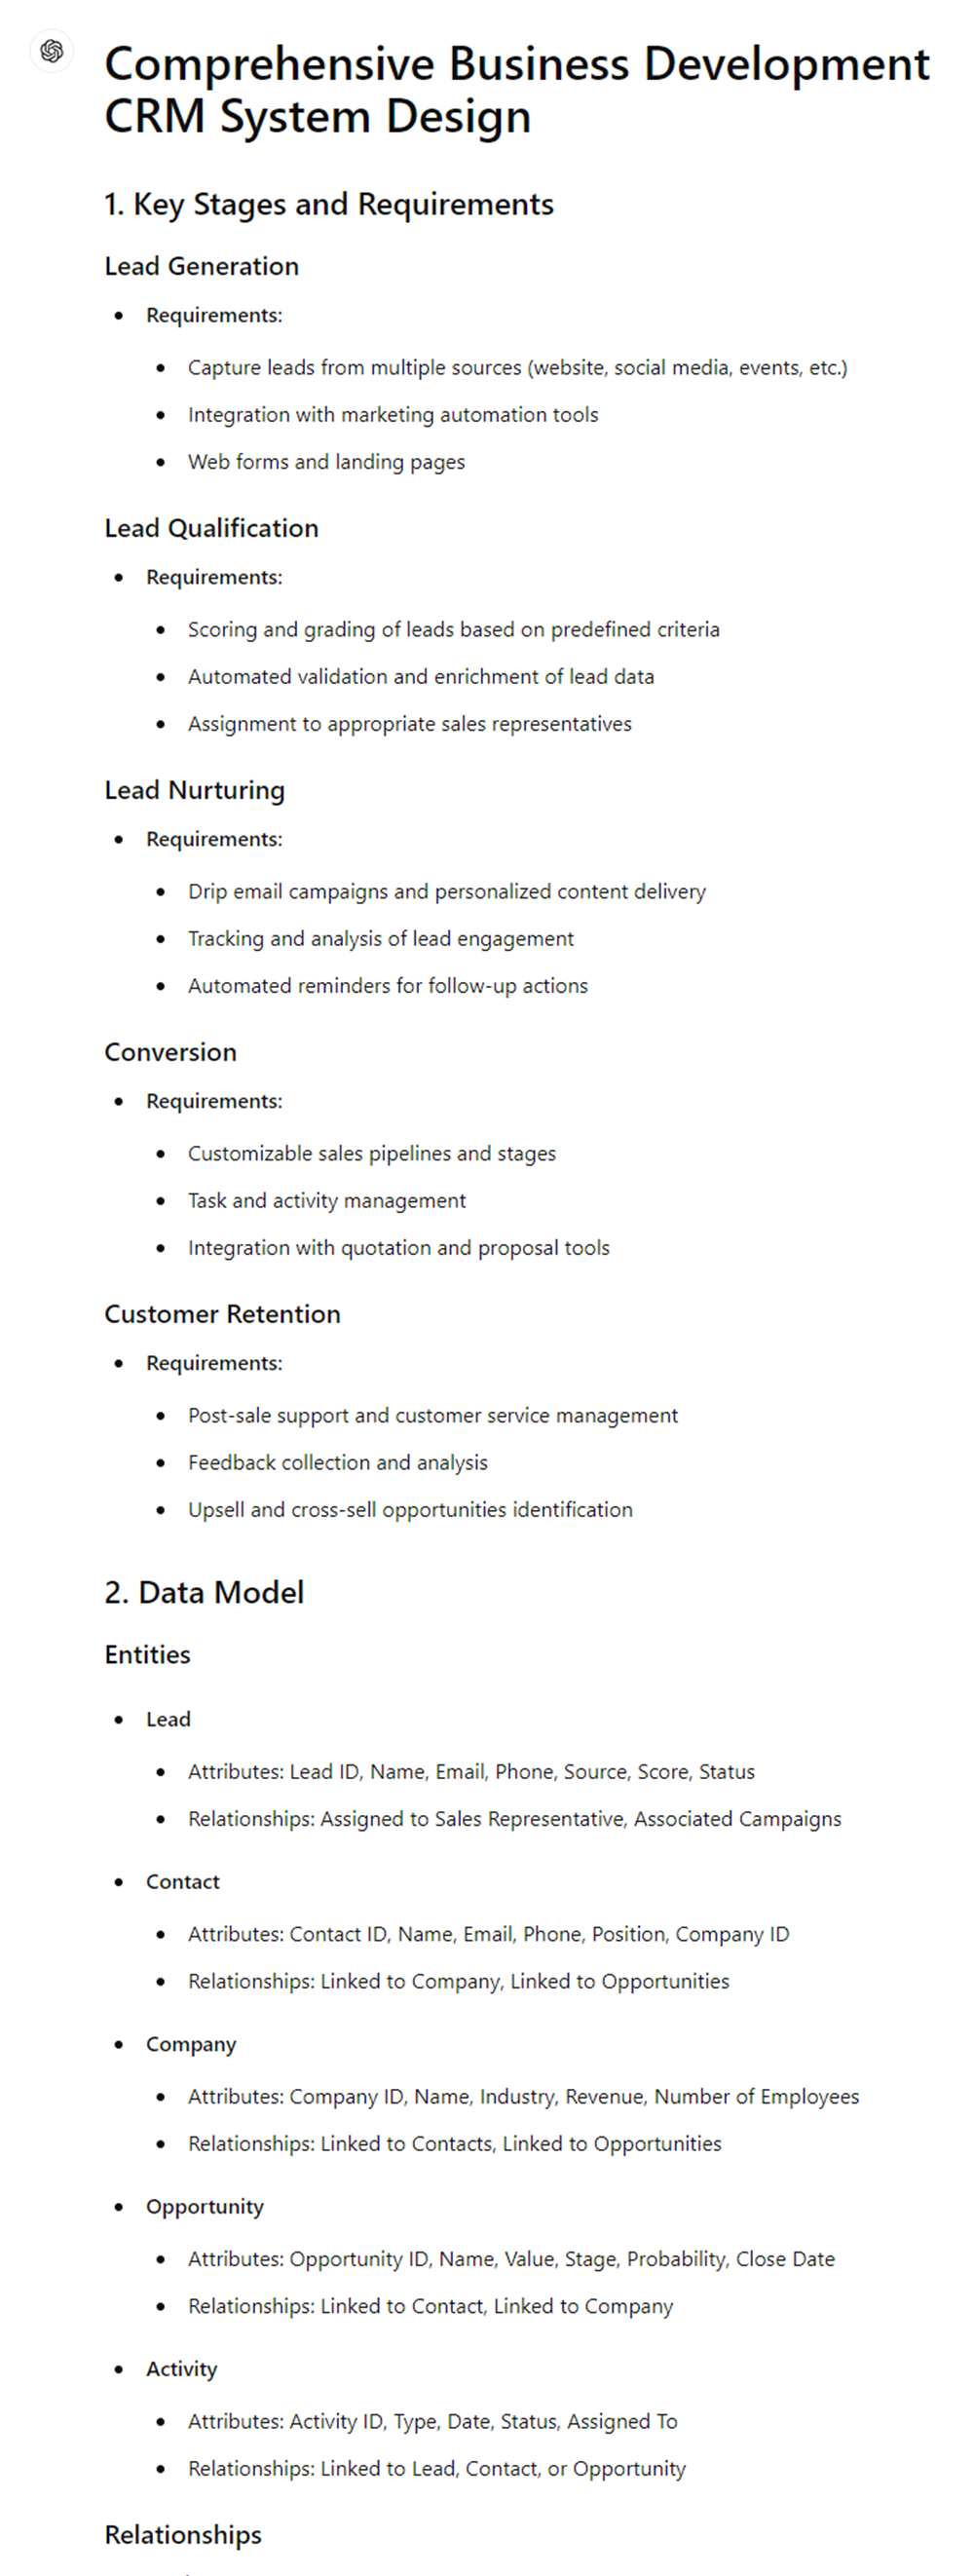 Comprehensive Business Development
CRM System Design
1. Key Stages and Requirements
Lead Generation
Requirements:
Capture leads from multiple sources (website, social media, events, etc.)
Integration with marketing automation tools
Web forms and landing pages
Lead Qualification
Requirements:
Scoring and grading of leads based on predefined criteria
Automated validation and enrichment of lead data
Assignment to appropriate sales representatives
Lead Nurturing
Requirements:
Drip email campaigns and personalized content delivery
Tracking and analysis of lead engagement
Automated reminders for follow-up actions
Conversion
Requirements:
Customizable sales pipelines and stages
Task and activity management
Integration with quotation and proposal tools
Customer Retention
Requirements:
Post-sale support and customer service management
Feedback collection and analysis
Upsell and cross-sell opportunities identification
2. Data Model
Entities
Lead
Attributes: Lead ID, Name, Email, Phone, Source, Score, Status
Relationships: Assigned to Sales Representative, Associated Campaigns
Contact
Attributes: Contact ID, Name, Email, Phone, Position, Company ID
Relationships: Linked to Company, Linked to Opportunities
Company
Attributes: Company ID, Name, Industry, Revenue, Number of Employees
Relationships: Linked to Contacts, Linked to Opportunities
Opportunity
Attributes: Opportunity ID, Name, Value, Stage, Probability, Close Date
Relationships: Linked to Contact, Linked to Company
Activity
Attributes: Activity ID, Type, Date, Status, Assigned To
Relationships: Linked to Lead, Contact, or Opportunity
Relationships